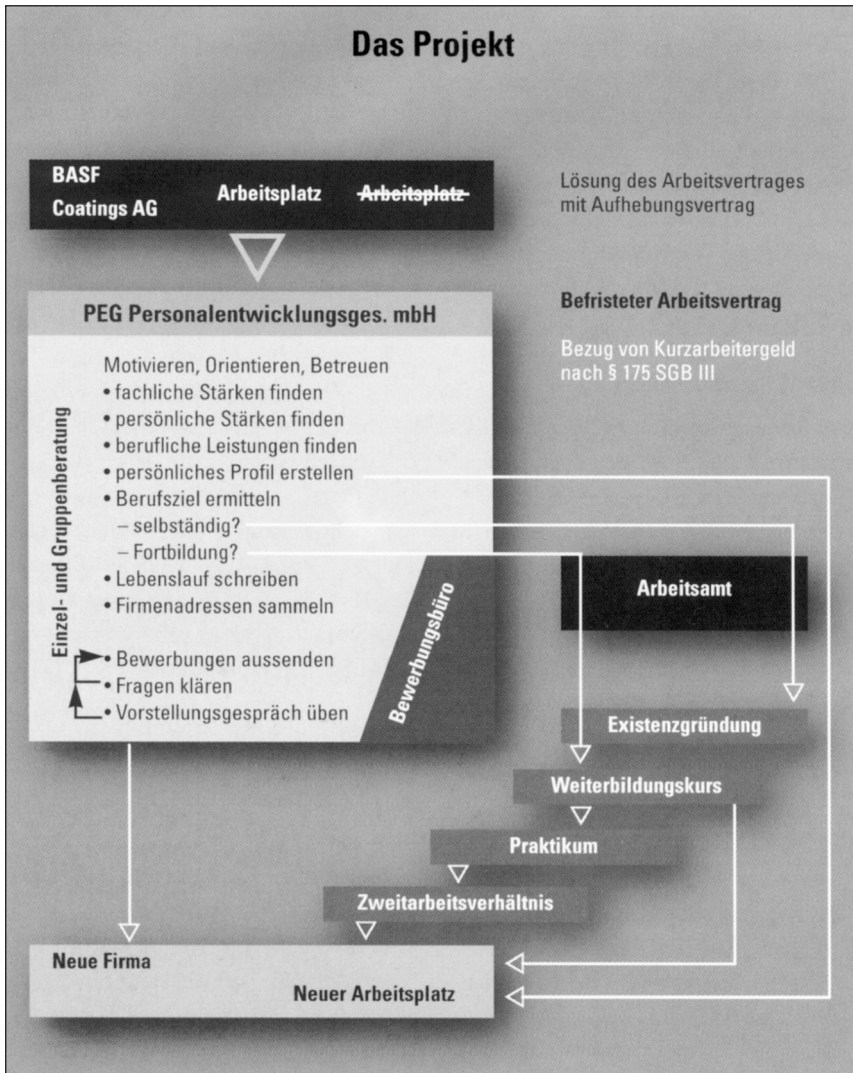 Das Projekt
BASF
Coatings AG
Arbeitsplatz
Arbeitsplatz
Lösung des Arbeitsvertrages
mit Aufhebungsvertrag
PEG Personalentwicklungsges. mbH
Befristeter Arbeitsvertrag
Bezug von Kurzarbeitergeld
nach § 175 SGB III
Einzel- und Gruppenberatung
Motivieren, Orientieren, Betreuen
• fachliche Stärken finden
• persönliche Stärken finden
• berufliche Leistungen finden
• persönliches Profil erstellen
• Berufsziel ermitteln
– selbständig?
– Fortbildung?
• Lebenslauf schreiben
• Firmenadressen sammeln
• Bewerbungen aussenden
• Fragen klären
• Vorstellungsgespräch üben
Bewerbungsbüro
Arbeitsamt
Existenzgründung
Weiterbildungskurs
Praktikum
Zweitarbeitsverhältnis
Neue Firma
Neuer Arbeitsplatz